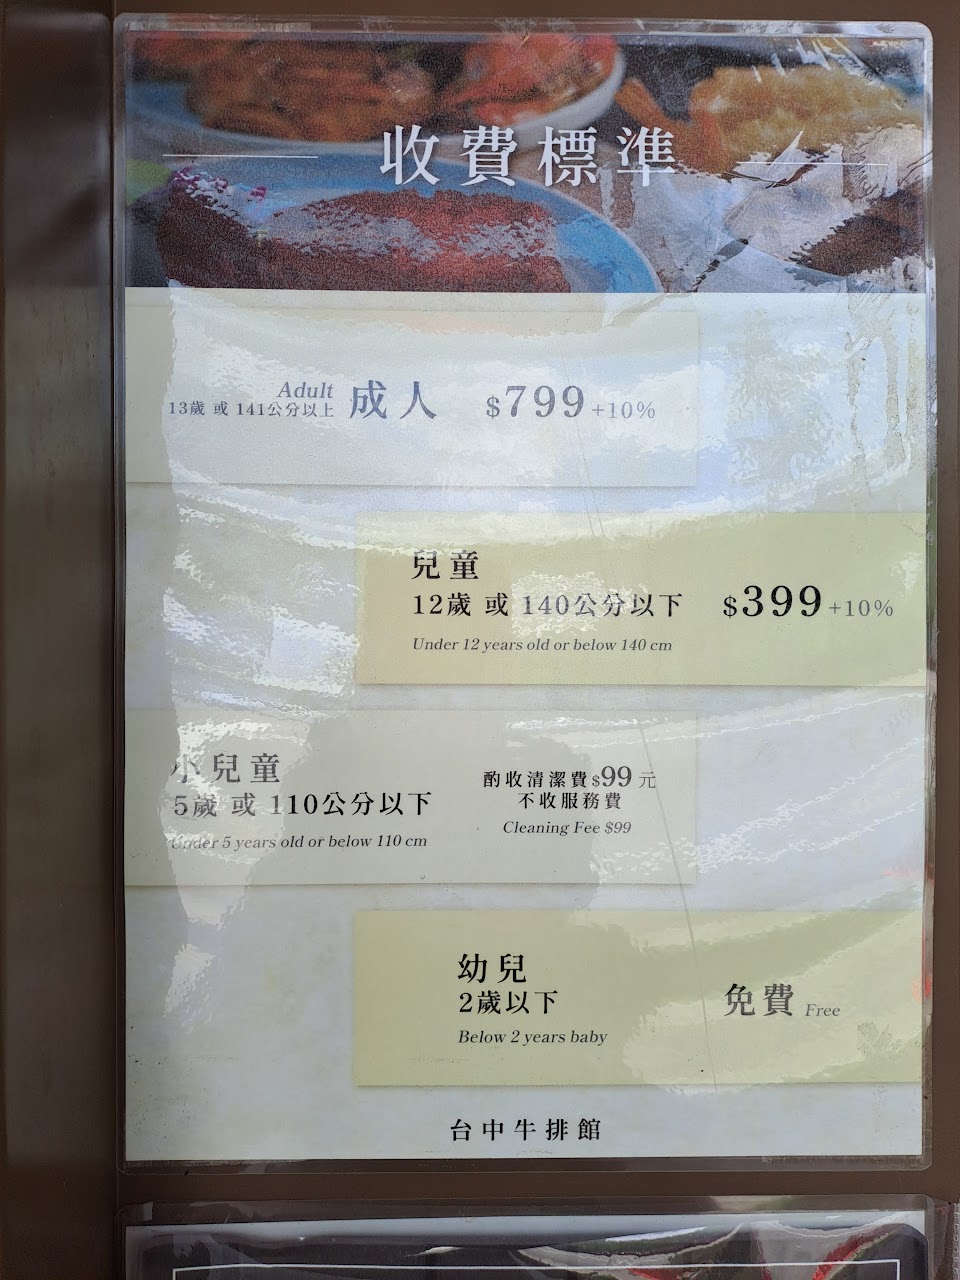 收費標準
Adult
13歲 或 141公分以上 成人 $799+10%
兒童
12歲 或 140公分以下 $399+10%
Under 12 years old or below 140 cm
小兒童
5歲 或 110公分以下
Under 5 years old or below 110 cm
酌收清潔費$99元
不收服務費
Cleaning Fee $99
幼兒
2歲以下
Below 2 years baby
免費 Free
台中牛排館